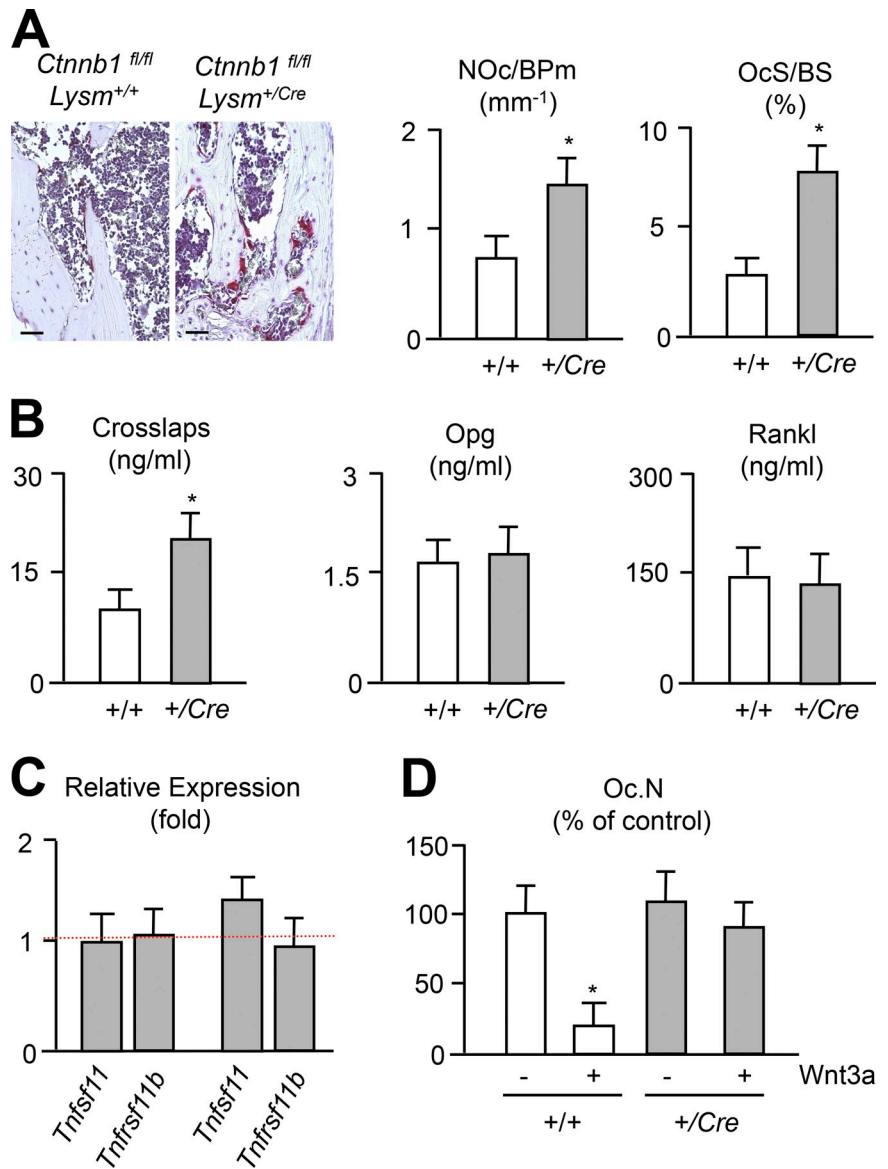 A
Ctnnb1 fl/fl
Lysm+/+
Ctnnb1 fl/fl
Lysm+/Cre
NOc/BPm
(mm-1)
2
1
0
*
+/+ +/Cre
OcS/BS
(%)
10
5
0
*
+/+ +/Cre
B
Crosslaps
(ng/ml)
30
15
0
*
+/+ +/Cre
Opg
(ng/ml)
3
1.5
0
+/+ +/Cre
Rankl
(ng/ml)
300
150
0
+/+ +/Cre
C
Relative Expression
(fold)
2
1
0
Tnfsf11
Tnfrsf11b
Tnfsf11
Tnfrsf11b
D
Oc.N
(% of control)
150
100
50
0
*
- + - + Wnt3a
+/+ +/Cre